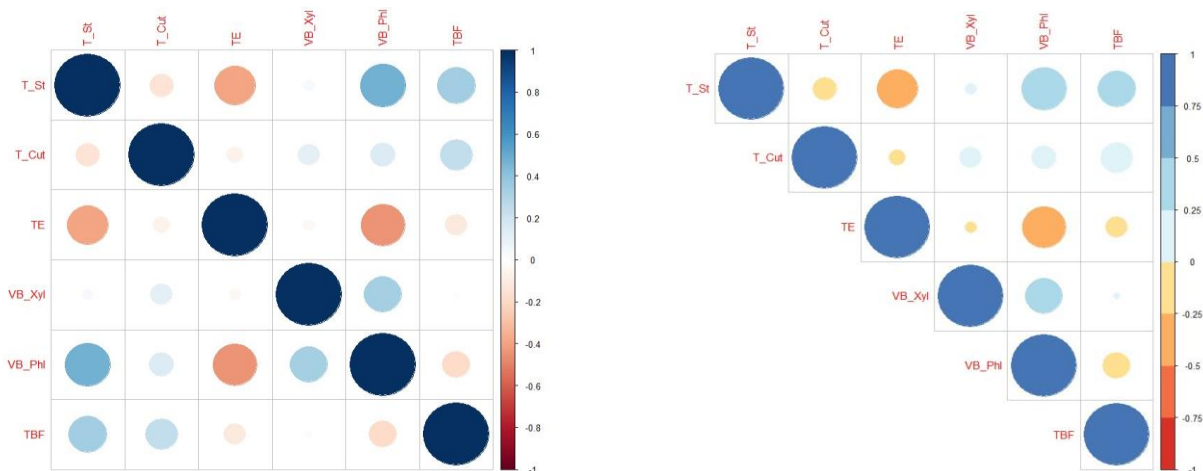 T_St
T_Cut
TE
VB_Xyl
VB_Phl
TBF
T_St
T_Cut
TE
VB_Xyl
VB_Phl
TBF
1
0.8
0.6
0.4
0.2
0
-0.2
-0.4
-0.6
-0.8
-1
T_St
T_Cut
TE
VB_Xyl
VB_Phl
TBF
T_St
T_Cut
TE
VB_Xyl
VB_Phl
TBF
1
0.75
0.5
0.25
0
-0.25
-0.5
-0.75
-1